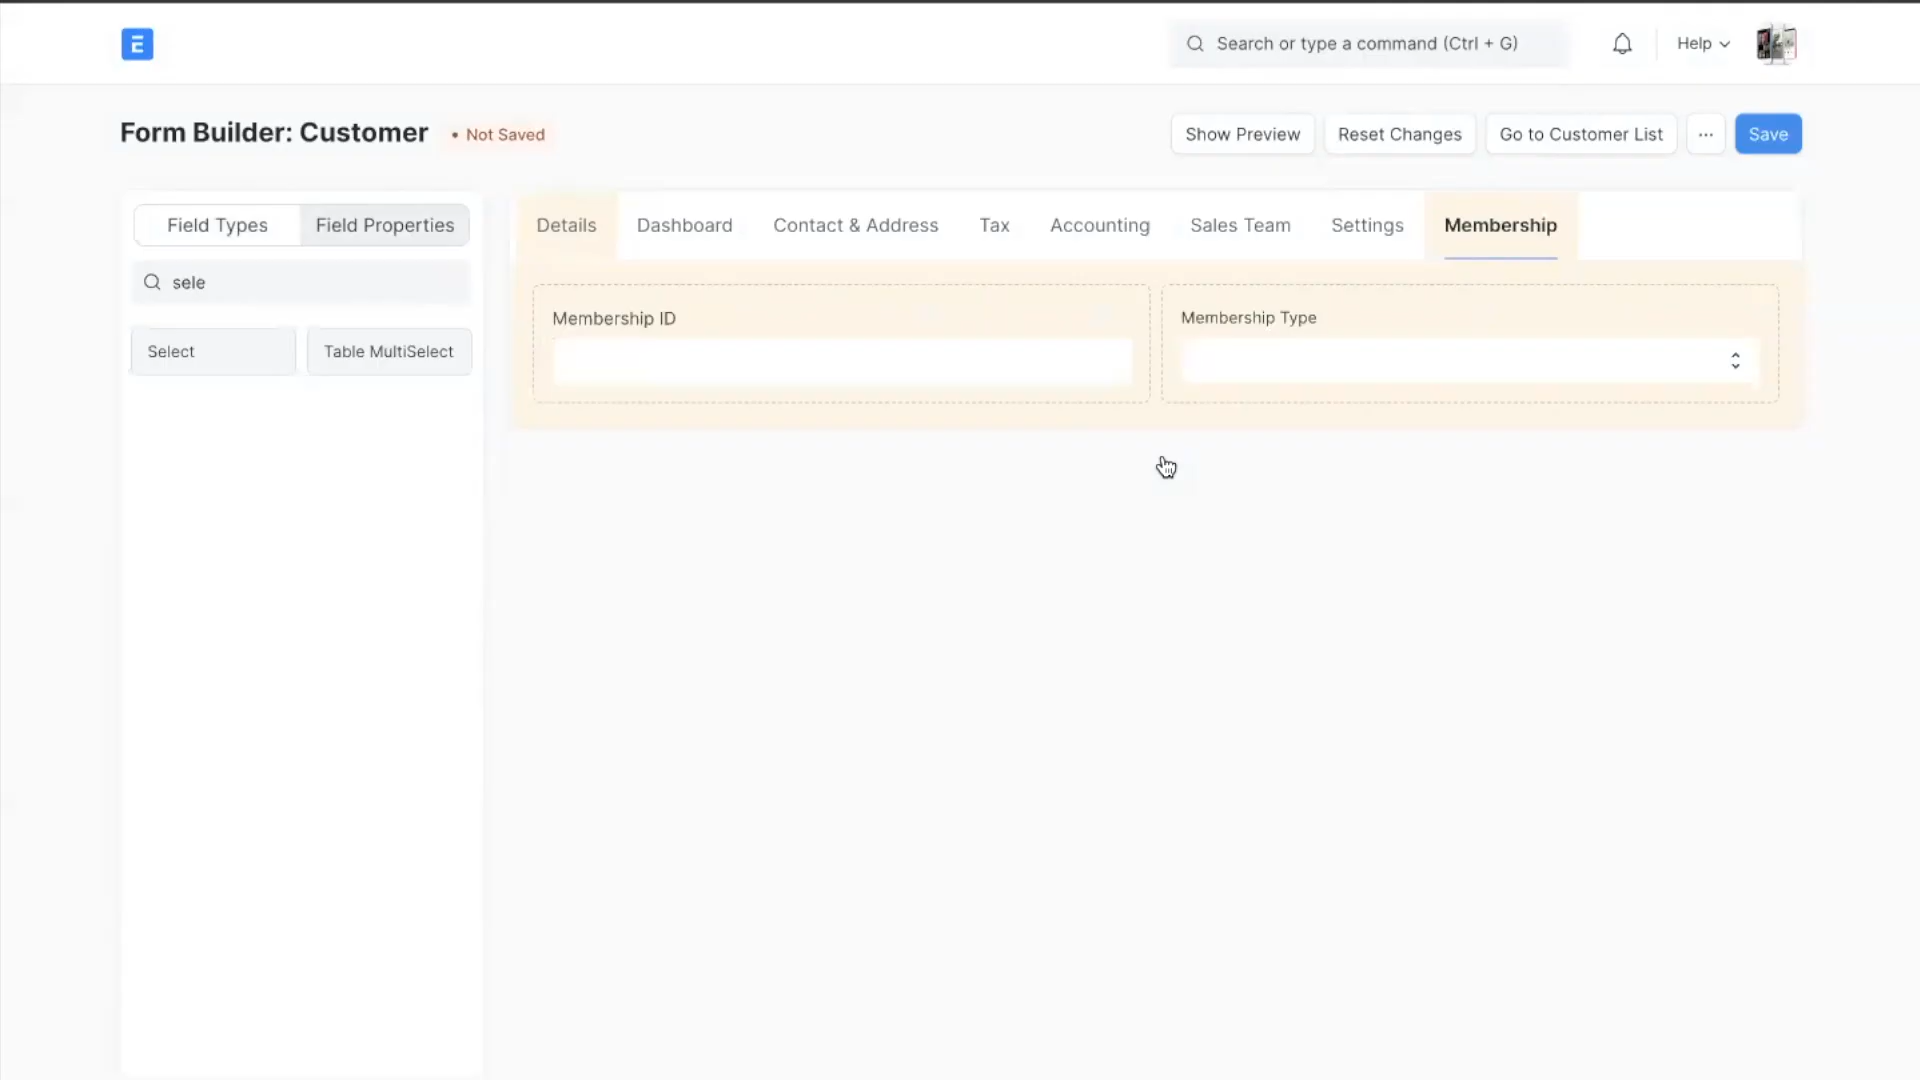 E
Search or type a command (Ctrl + G)
Help
Form Builder: Customer
• Not Saved
Show Preview
Reset Changes
Go to Customer List
···
Save
Field Types
Field Properties
Details
Dashboard
Contact & Address
Tax
Accounting
Sales Team
Settings
Membership
sele
Select
Table MultiSelect
Membership ID
Membership Type